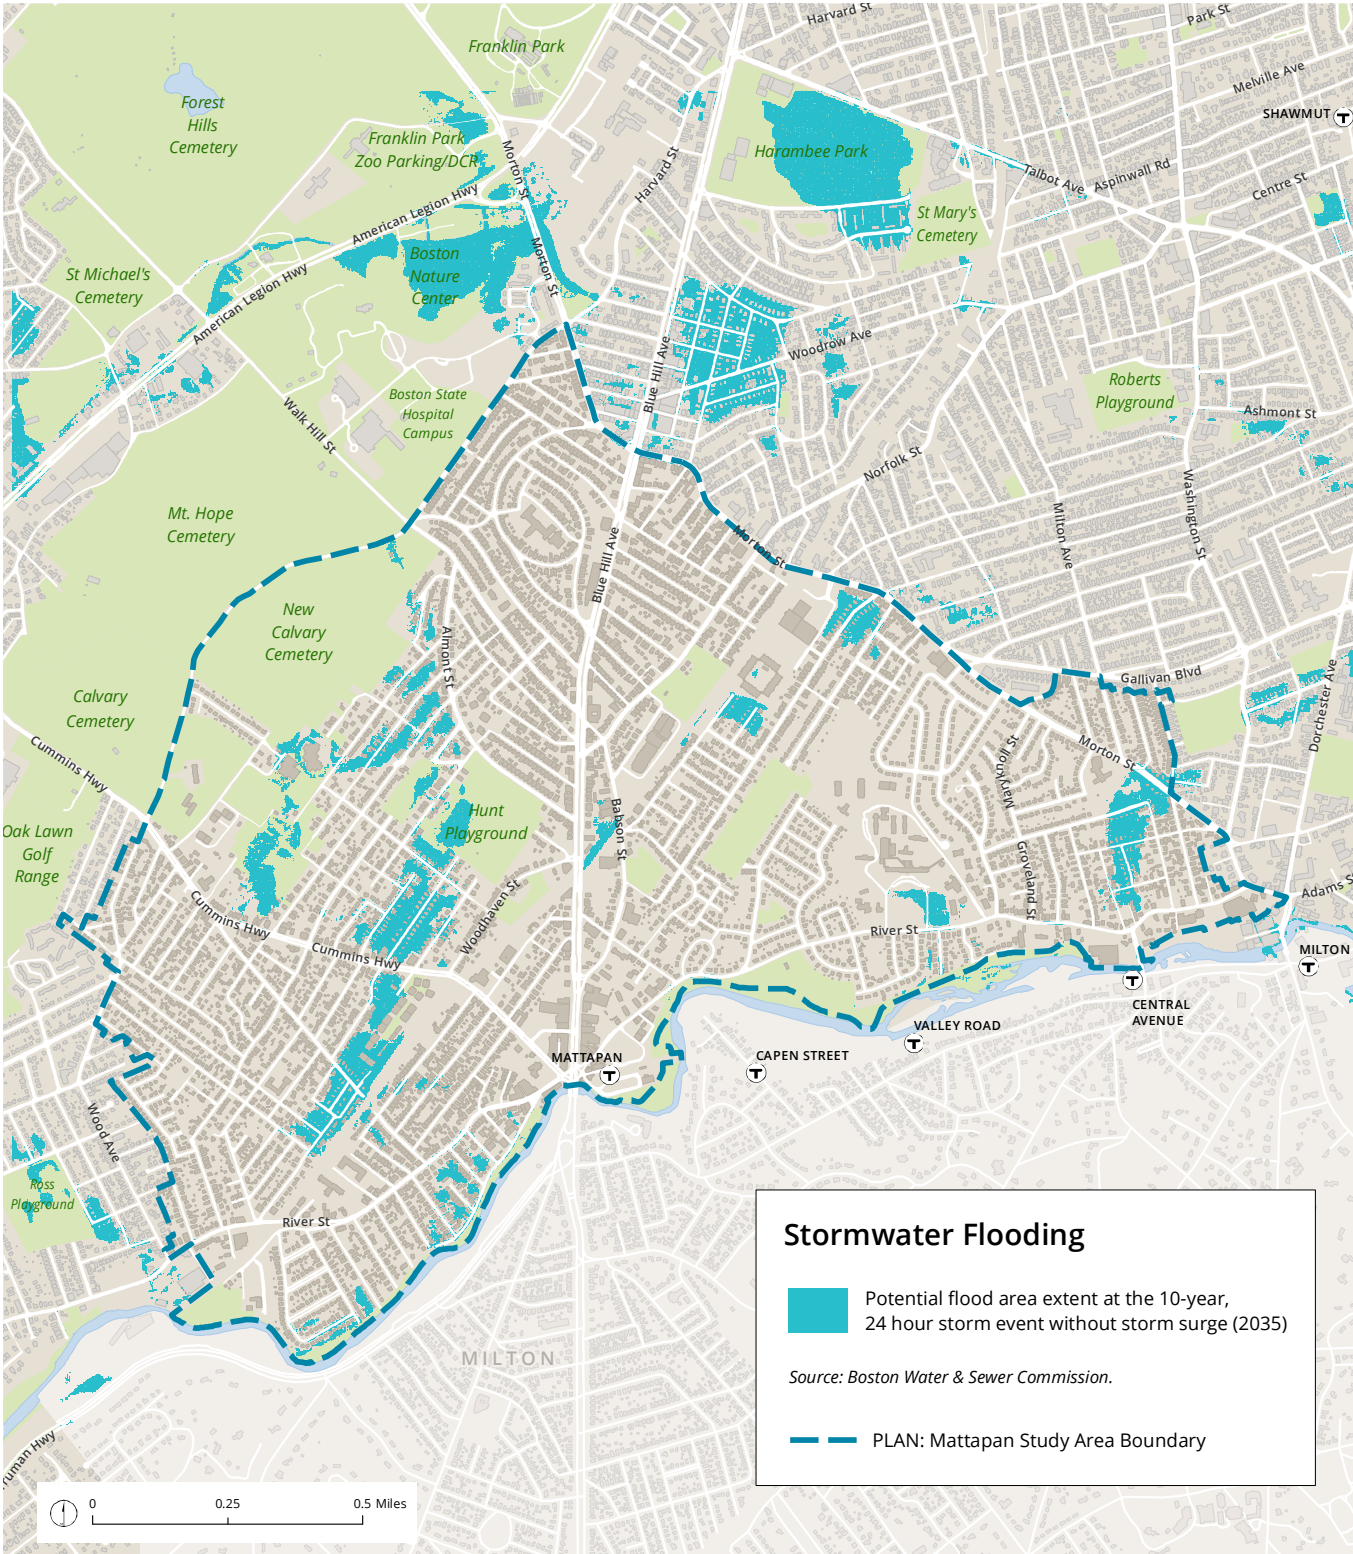 Harvard St
Park St
Franklin Park
Melville Ave
SHAWMUT
T
Forest
Hills
Cemetery
Franklin Park
Zoo Parking/DCR
Morton St
Harvard St
Harambee Park
Talbot Ave
Aspinwall Rd
Centre St
American Legion Hwy
St Mary's
Cemetery
Boston
Nature
Center
Morton St
St Michael's
Cemetery
American Legion Hwy
Blue Hill Ave
Woodrow Ave
Boston State
Hospital
Campus
Roberts
Playground
Ashmont St
Walk Hill St
Norfolk St
Washington St
Mt. Hope
Cemetery
Blue Hill Ave
Morton St
Milton Ave
New
Calvary
Cemetery
Almont St
Gallivan Blvd
Dorchester Ave
Calvary
Cemetery
Cummins Hwy
Maryknoll St
Morton St
Oak Lawn
Golf
Range
Hunt
Playground
Babson St
Groveland St
Adams S
Cummins Hwy
Woodhaven St
River St
Cummins Hwy
MILTON
T
CENTRAL
AVENUE
T
VALLEY ROAD
T
MATTAPAN
T
CAPEN STREET
T
Wood Ave
Ross
Playground
River St
Stormwater Flooding
Potential flood area extent at the 10-year,
24 hour storm event without storm surge (2035)
Source: Boston Water & Sewer Commission.
PLAN: Mattapan Study Area Boundary
MILTON
ruman Hwy
0 0.25 0.5 Miles